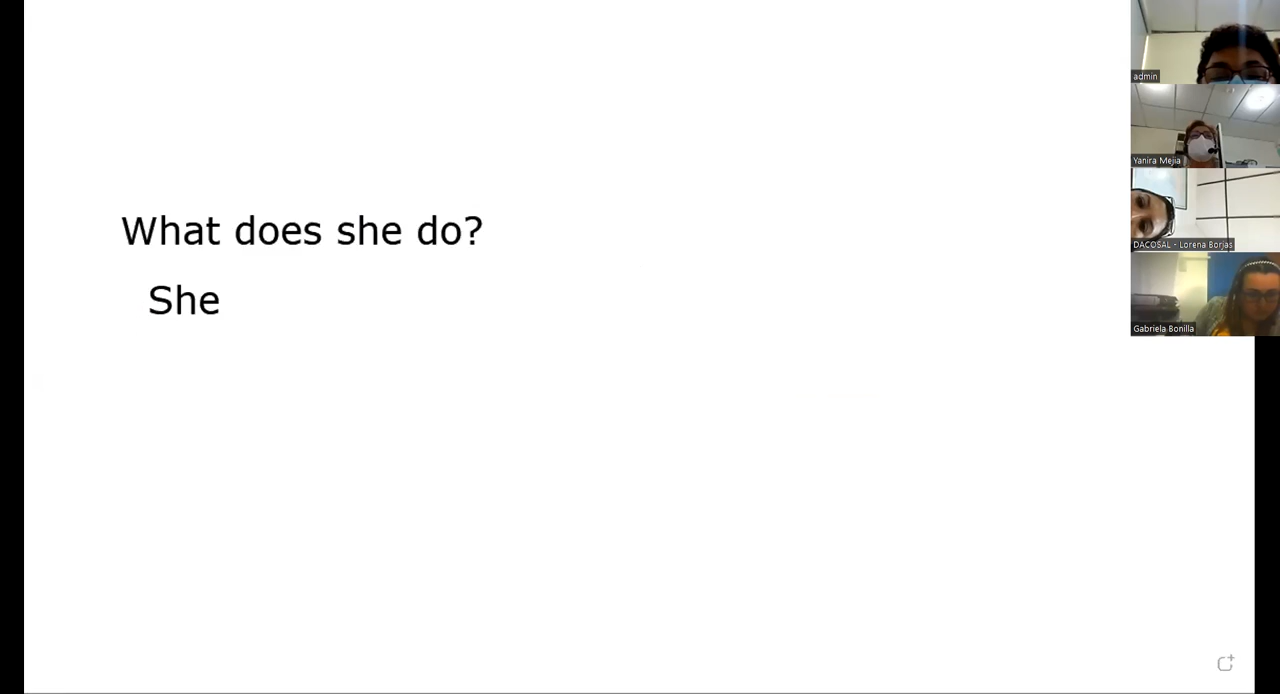 What does she do?
She
admin
Yanira Mejia
DACOSAL - Lorena Borjas
Gabriela Bonilla